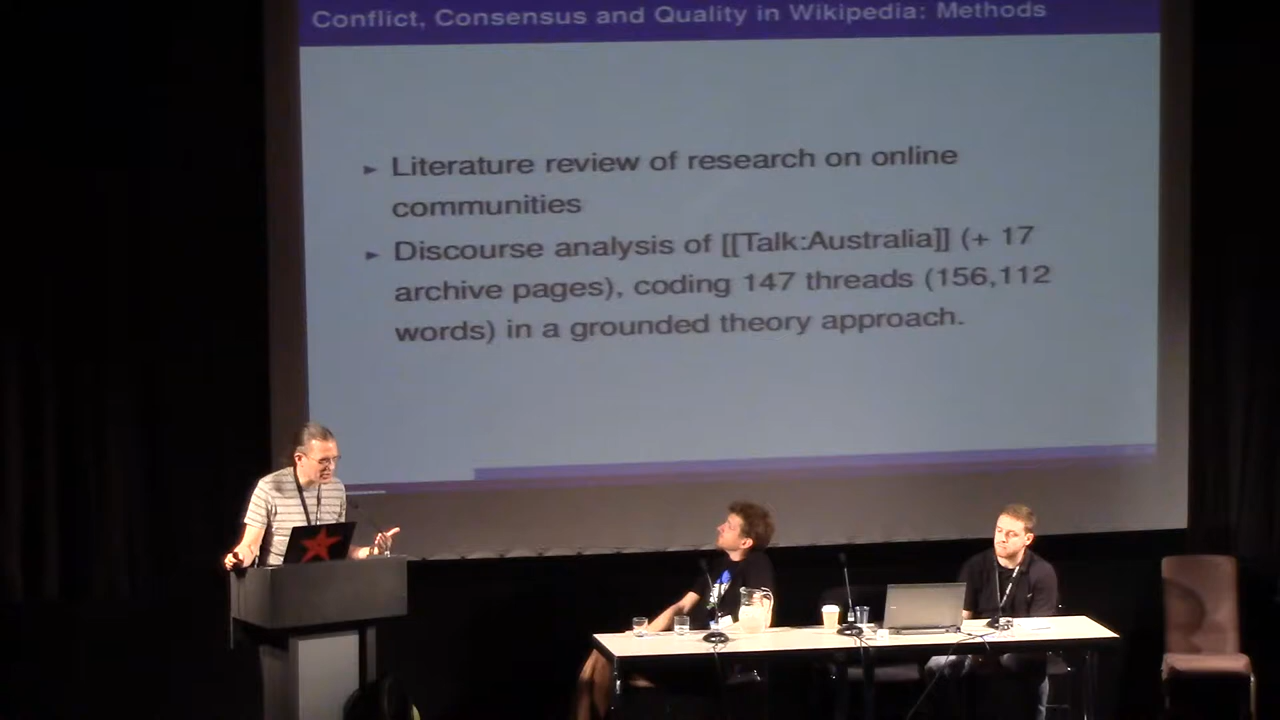 Conflict, Consensus and Quality in Wikipedia: Methods
► Literature review of research on online
communities
► Discourse analysis of [[Talk:Australia]] (+ 17
archive pages), coding 147 threads (156,112
words) in a grounded theory approach.